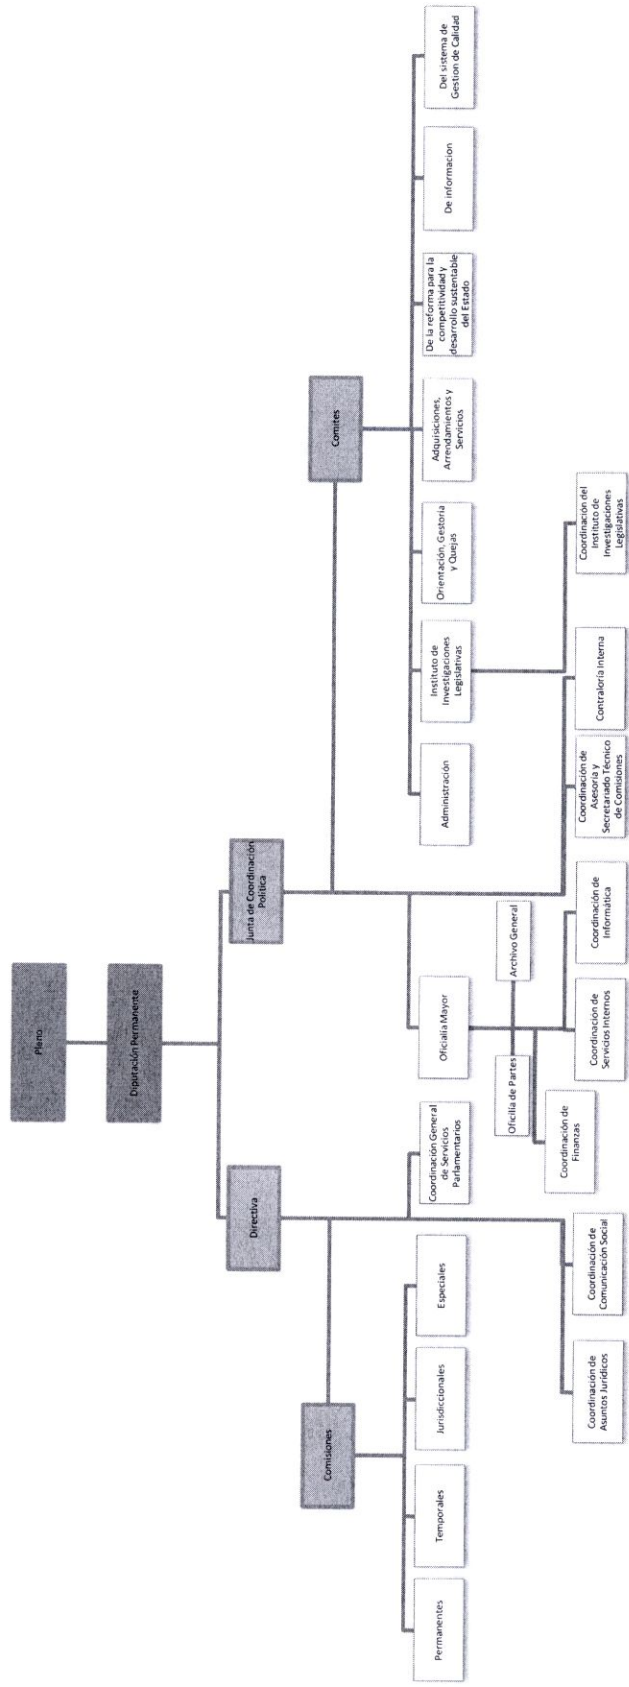 Pleno
Diputación Permanente
Directiva
Junta de Coordinación
Política
Comisiones
Comites
Permanentes
Temporales
Jurisdiccionales
Especiales
Coordinación General
de Servicios
Parlamentarios
Oficialía Mayor
Administración
Instituto de
Investigaciones
Legislativas
Orientación, Gestoría
y Quejas
Adquisiciones,
Arrendamientos y
Servicios
De la reforma para la
competitividad y
desarrollo sustentable
del Estado
De informacion
Del sistema de
Gestion de Calidad
Oficilia de Partes
Archivo General
Coordinación de
Finanzas
Coordinación de
Asuntos Jurídicos
Coordinación de
Comunicación Social
Coordinación de
Servicios Internos
Coordinación de
Informática
Coordinación de
Asesoría y
Secretariado Técnico
de Comisiones
Contraloría Interna
Coordinación del
Instituto de
Investigaciones
Legislativas